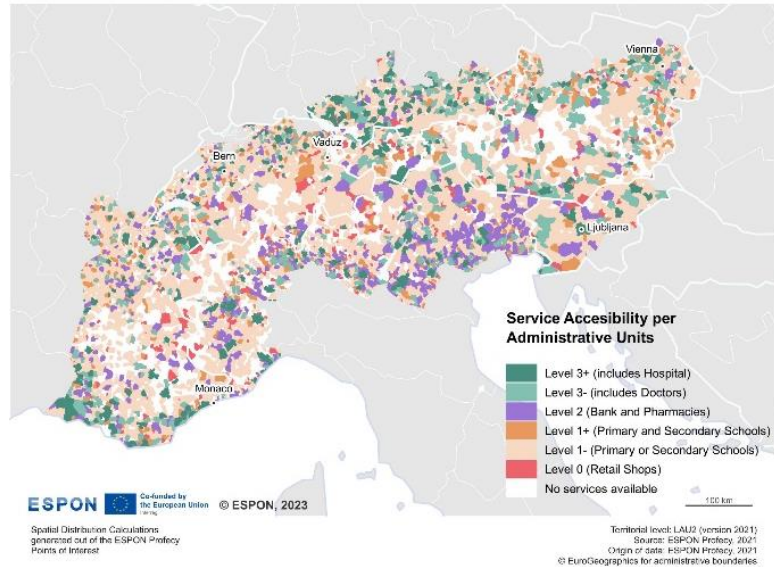 Vienna
Vaduz
Bern
Ljubljana
Monaco
Service Accesibility per
Administrative Units
Level 3+ (includes Hospital)
Level 3- (includes Doctors)
Level 2 (Bank and Pharmacies)
Level 1+ (Primary and Secondary Schools)
Level 1- (Primary or Secondary Schools)
Level 0 (Retail Shops)
No services available
100 km
ESPON
Co-funded by
the European Union
Interreg
© ESPON, 2023
Spatial Distribution Calculations
generated out of the ESPON Profecy
Points of Interest
Territorial level: LAU2 (version 2021)
Source: ESPON Profecy, 2021
Origin of data: ESPON Profecy, 2021
© EuroGeographics for administrative bounderies